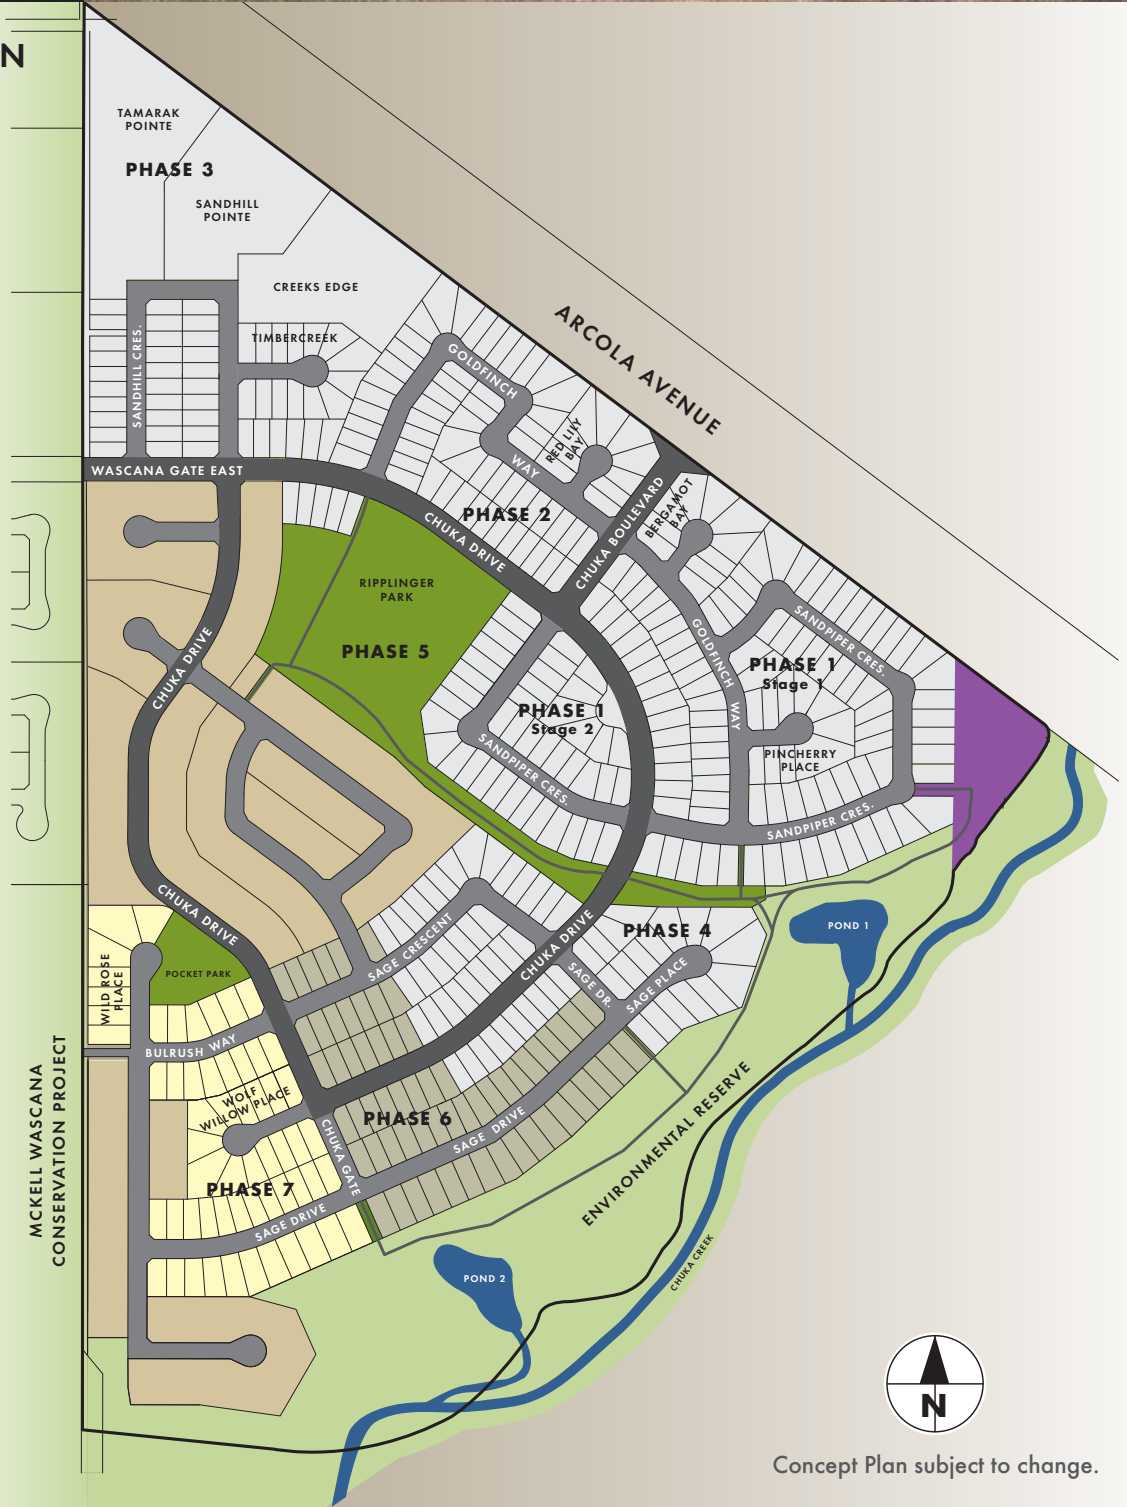 N
TAMARAK
POINTE
PHASE 3
SANDHILL
POINTE
CREEKS EDGE
TIMBERCREEK
SANDHILL CRES.
ARCOLA AVENUE
GOLDFINCH
WAY
RED LILY
BAY
WASCANA GATE EAST
PHASE 2
CHUKA DRIVE
CHUKA BOULEVARD
BERGAMOT
BAY
RIPPLINGER
PARK
PHASE 5
GOLDFINCH
WAY
SANDPIPER CRES.
PHASE 1
Stage 1
CHUKA DRIVE
PHASE 1
Stage 2
SANDPIPER CRES.
PINCHERRY
PLACE
SANDPIPER CRES.
CHUKA DRIVE
POCKET PARK
WILD ROSE
PLACE
SAGE CRESCENT
CHUKA DRIVE
PHASE 4
POND 1
SAGE DR.
SAGE PLACE
BULRUSH WAY
WOLF
WILLOW PLACE
PHASE 6
CHUKA GATE
SAGE DRIVE
PHASE 7
SAGE DRIVE
MCKELL WASCANA
CONSERVATION PROJECT
ENVIRONMENTAL RESERVE
CHUKA CREEK
POND 2
N
Concept Plan subject to change.